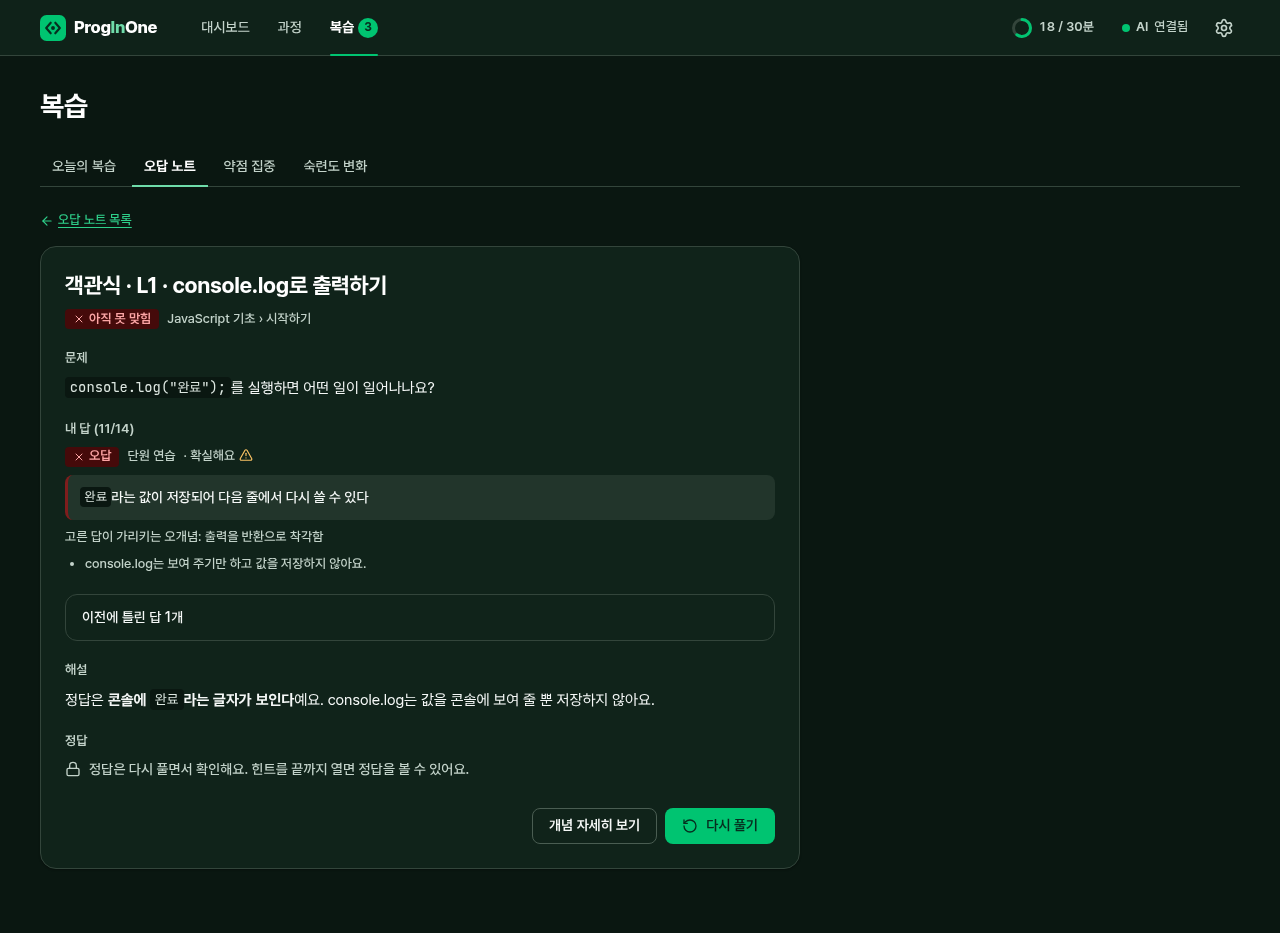 ProgInOne
대시보드
과정
복습 3
18 / 30분
AI 연결됨
복습
오늘의 복습
오답 노트
약점 집중
숙련도 변화
← 오답 노트 목록
객관식 · L1 · console.log로 출력하기
× 아직 못 맞힘 JavaScript 기초 › 시작하기
문제
console.log("완료");를 실행하면 어떤 일이 일어나나요?
내 답 (11/14)
× 오답 단원 연습 · 확실해요
완료라는 값이 저장되어 다음 줄에서 다시 쓸 수 있다
고른 답이 가리키는 오개념: 출력을 반환으로 착각함
• console.log는 보여 주기만 하고 값을 저장하지 않아요.
이전에 틀린 답 1개
해설
정답은 콘솔에 완료 라는 글자가 보인다예요. console.log는 값을 콘솔에 보여 줄 뿐 저장하지 않아요.
정답
정답은 다시 풀면서 확인해요. 힌트를 끝까지 열면 정답을 볼 수 있어요.
개념 자세히 보기
다시 풀기